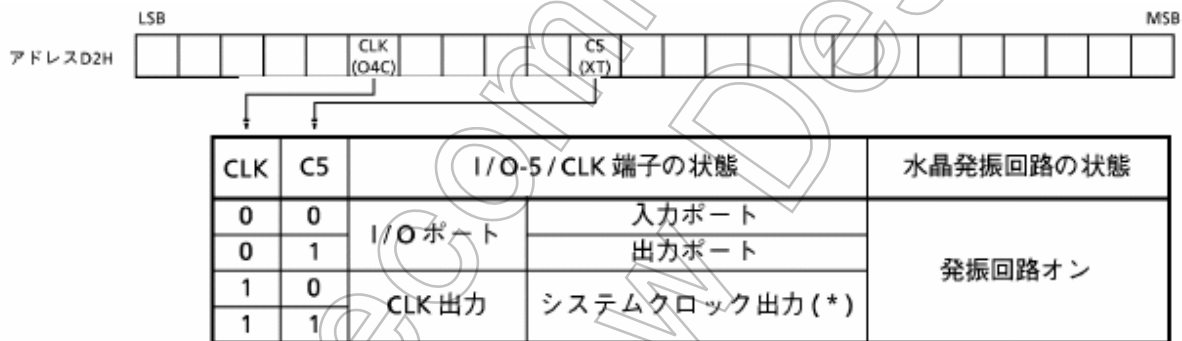 LSB MSB
アドレスD2H CLK (O4C) C5 (XT)
CLK C5 I/O-5/CLK 端子の状態 水晶発振回路の状態
0 0 I/Oポート 入力ポート 発振回路オン
0 1 出力ポート
1 0 CLK出力 システムクロック出力(*)
1 1